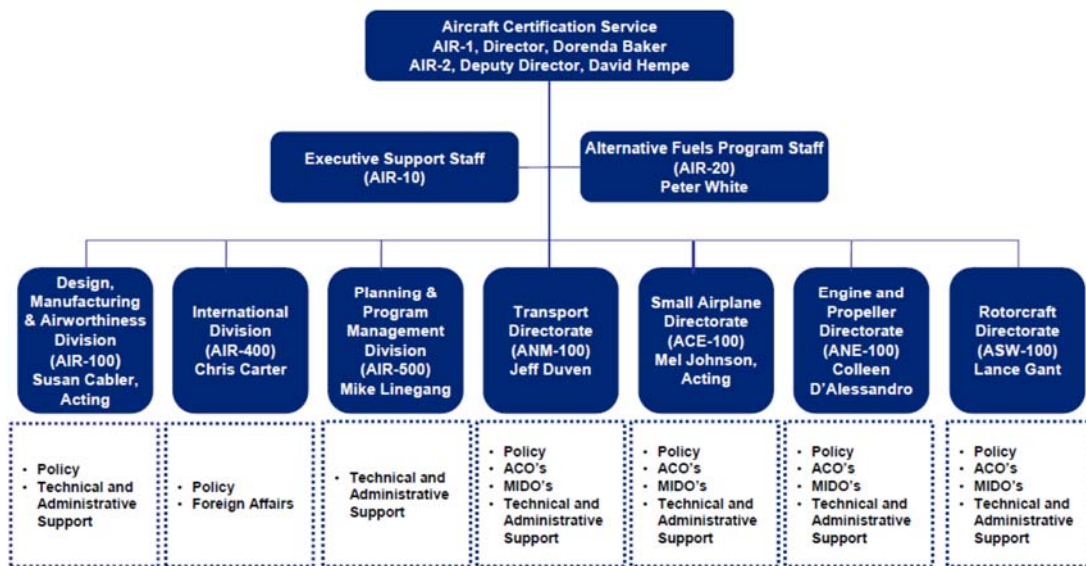 Aircraft Certification Service
AIR-1, Director, Dorenda Baker
AIR-2, Deputy Director, David Hempe
Executive Support Staff
(AIR-10)
Alternative Fuels Program Staff
(AIR-20)
Peter White
Design,
Manufacturing
& Airworthiness
Division
(AIR-100)
Susan Cabler,
Acting
International
Division
(AIR-400)
Chris Carter
Planning &
Program
Management
Division
(AIR-500)
Mike Linegang
Transport
Directorate
(ANM-100)
Jeff Duven
Small Airplane
Directorate
(ACE-100)
Mel Johnson,
Acting
Engine and
Propeller
Directorate
(ANE-100)
Colleen
D'Alessandro
Rotorcraft
Directorate
(ASW-100)
Lance Gant
• Policy
• Technical and
Administrative
Support
• Policy
• Foreign Affairs
• Technical and
Administrative
Support
• Policy
• ACO's
• MIDO's
• Technical and
Administrative
Support
• Policy
• ACO's
• MIDO's
• Technical and
Administrative
Support
• Policy
• ACO's
• MIDO's
• Technical and
Administrative
Support
• Policy
• ACO's
• MIDO's
• Technical and
Administrative
Support